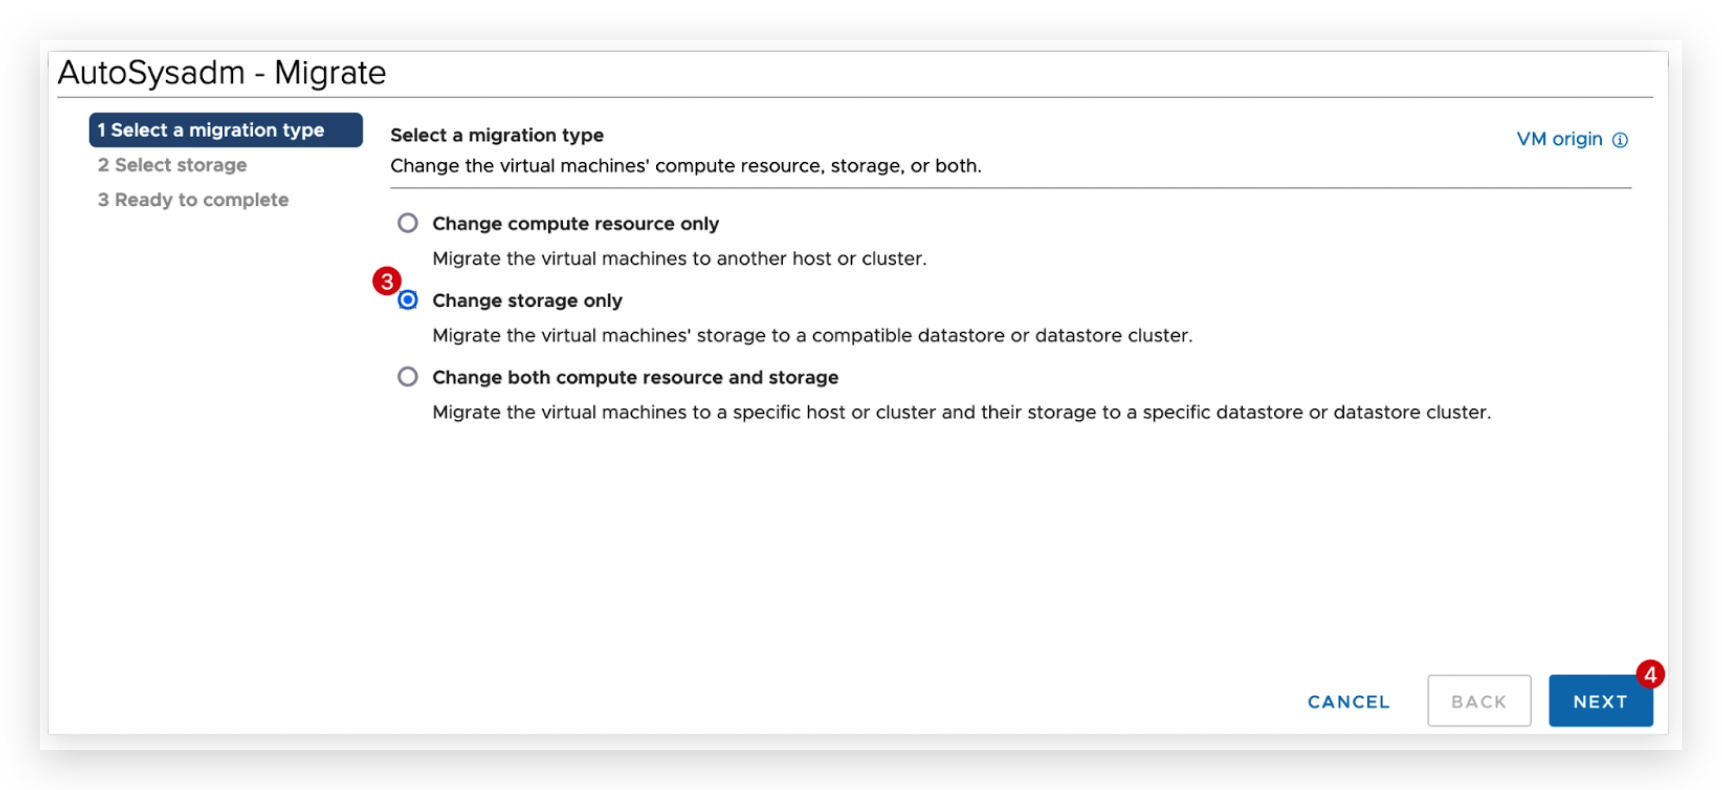 AutoSysadm - Migrate
1 Select a migration type
2 Select storage
3 Ready to complete
Select a migration type
VM origin
Change the virtual machines' compute resource, storage, or both.
Change compute resource only
Migrate the virtual machines to another host or cluster.
3
Change storage only
Migrate the virtual machines' storage to a compatible datastore or datastore cluster.
Change both compute resource and storage
Migrate the virtual machines to a specific host or cluster and their storage to a specific datastore or datastore cluster.
CANCEL
BACK
NEXT
4